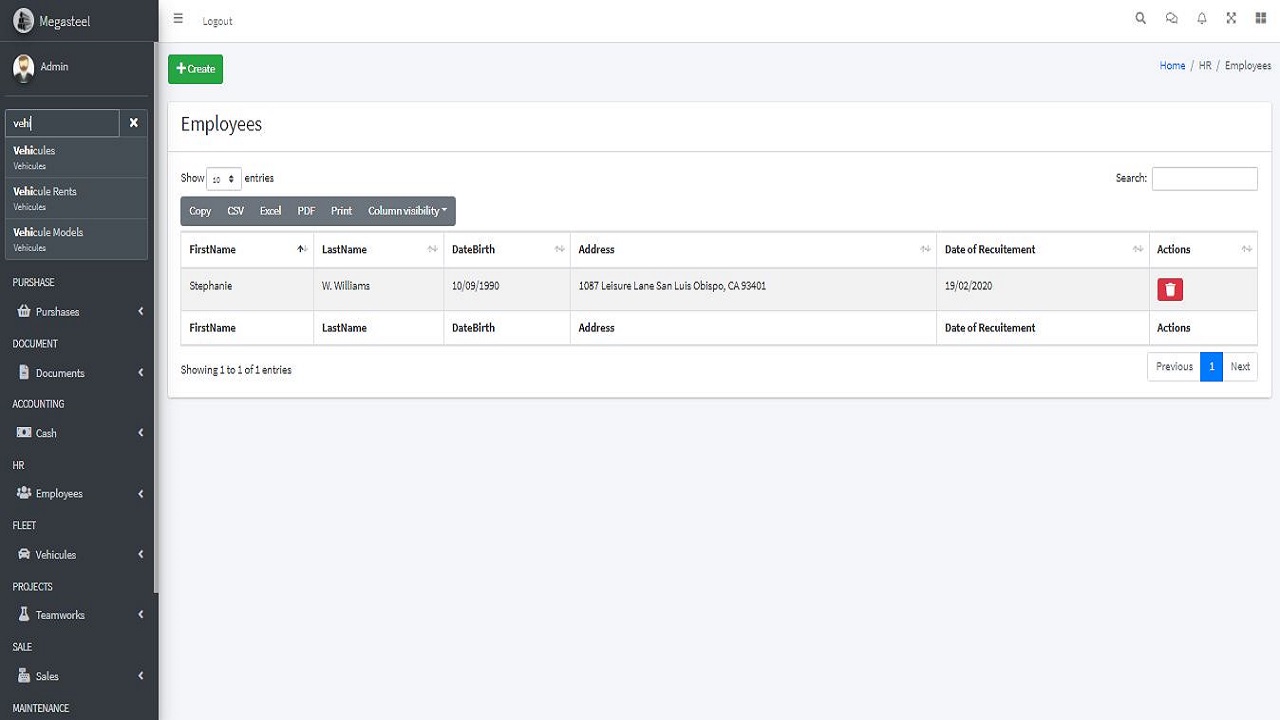 Megasteel
Logout
Admin
Create
Home / HR / Employees
vehi
Vehicules
Vehicules
Vehicule Rents
Vehicules
Vehicule Models
Vehicules
PURSHASE
Purchases
DOCUMENT
Documents
ACCOUNTING
Cash
HR
Employees
FLEET
Vehicules
PROJECTS
Teamworks
SALE
Sales
MAINTENANCE
Employees
Show 10 entries
Search:
Copy CSV Excel PDF Print Column visibility
FirstName LastName DateBirth Address Date of Recuitement Actions
Stephanie W. Williams 10/09/1990 1087 Leisure Lane San Luis Obispo, CA 93401 19/02/2020
FirstName LastName DateBirth Address Date of Recuitement Actions
Showing 1 to 1 of 1 entries
Previous 1 Next